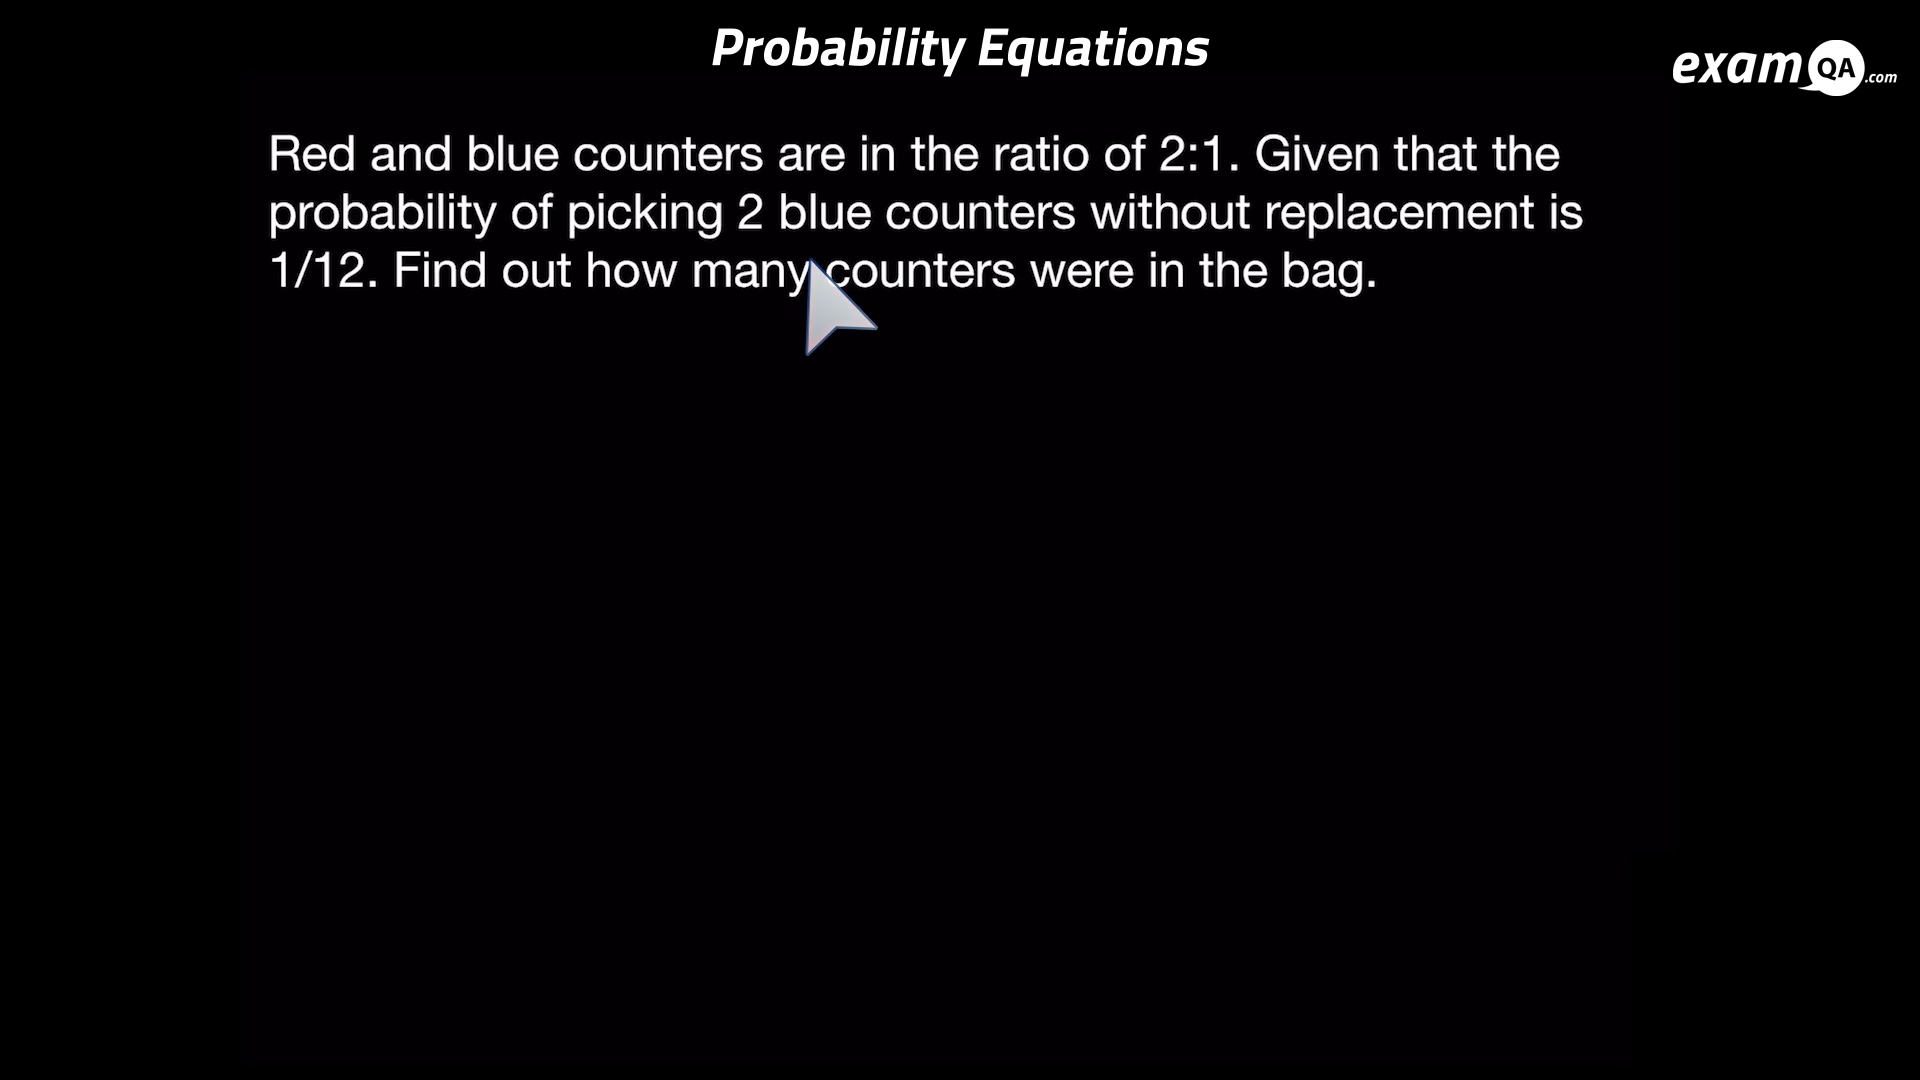 Probability Equations
examQA.com
Red and blue counters are in the ratio of 2:1. Given that the
probability of picking 2 blue counters without replacement is
1/12. Find out how many counters were in the bag.